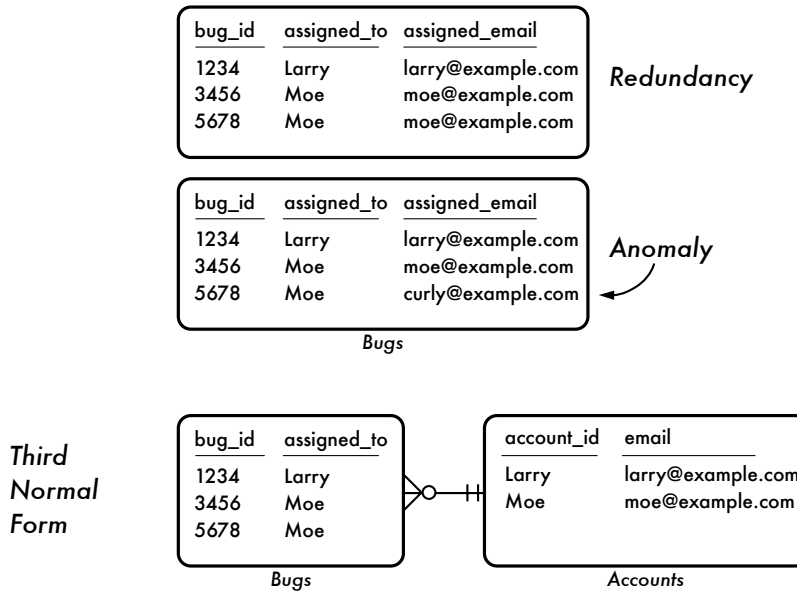 bug_id assigned_to assigned_email
1234 Larry larry@example.com
3456 Moe moe@example.com
5678 Moe moe@example.com
Redundancy
bug_id assigned_to assigned_email
1234 Larry larry@example.com
3456 Moe moe@example.com
5678 Moe curly@example.com
Anomaly
Bugs
Third
Normal
Form
bug_id assigned_to
1234 Larry
3456 Moe
5678 Moe
Bugs
account_id email
Larry larry@example.com
Moe moe@example.com
Accounts